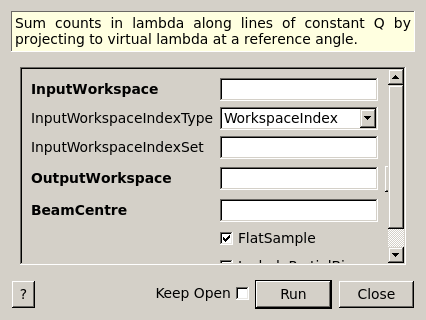 Sum counts in lambda along lines of constant Q by
projecting to virtual lambda at a reference angle.
InputWorkspace
InputWorkspaceIndexType WorkspaceIndex
InputWorkspaceIndexSet
OutputWorkspace
BeamCentre
FlatSample
? Keep Open Run Close